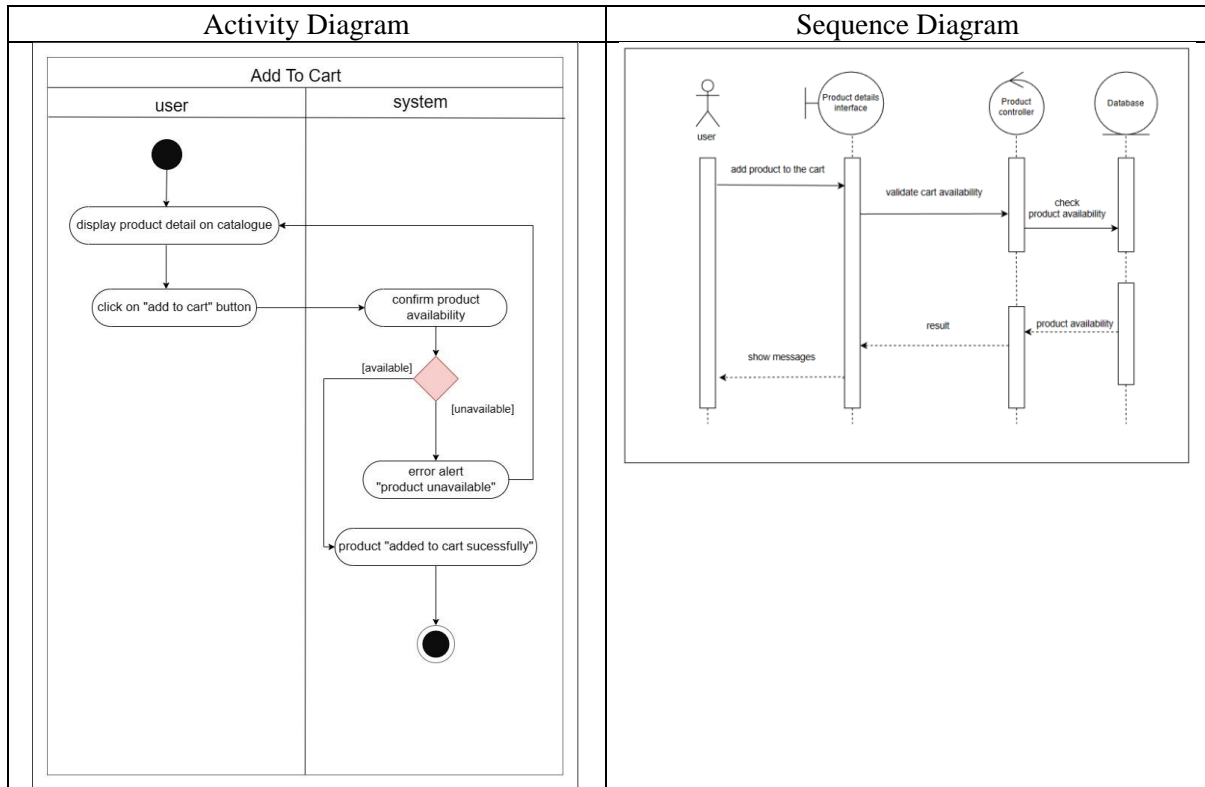 Activity Diagram
Sequence Diagram
Add To Cart
user
system
display product detail on catalogue
click on "add to cart" button
confirm product
availability
[available]
[unavailable]
error alert
"product unavailable"
product "added to cart sucessfully"
user
Product details
interface
Product
controller
Database
add product to the cart
validate cart availability
check
product availability
product availability
result
show messages